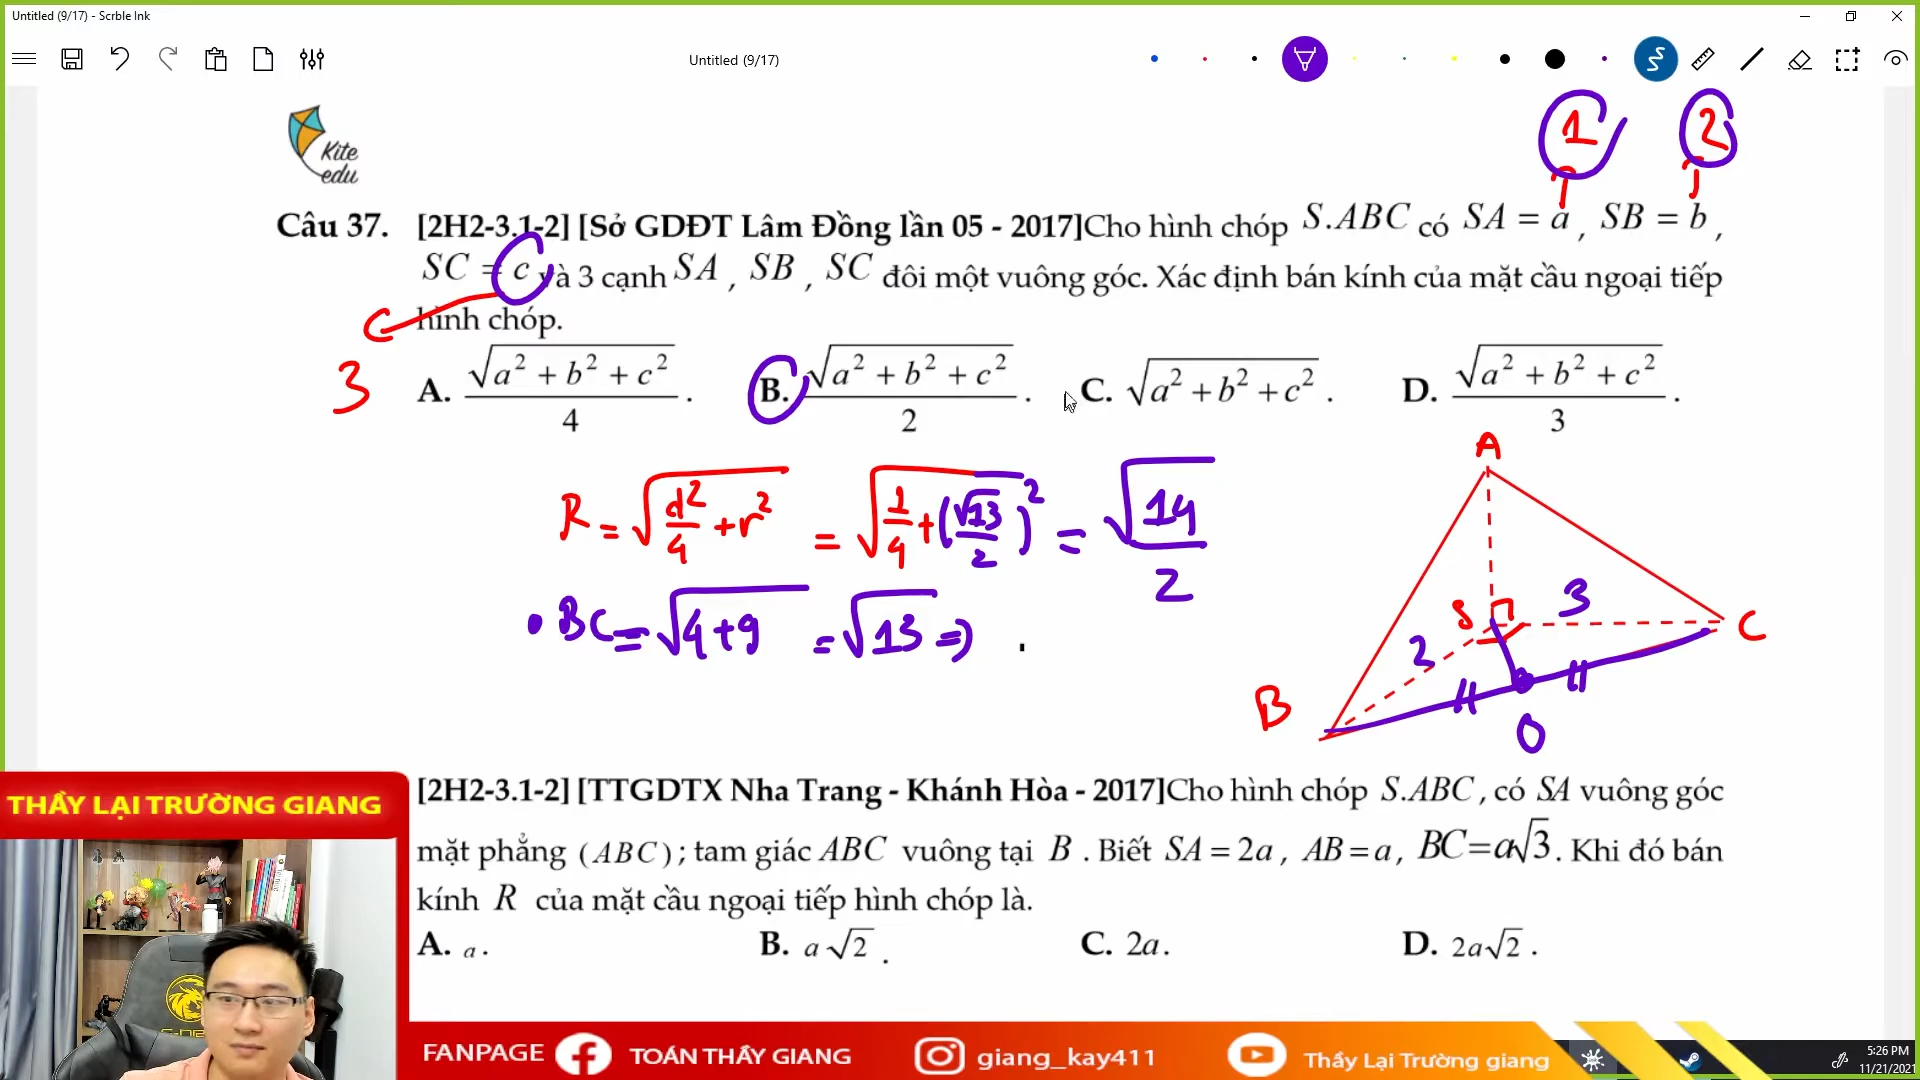 Untitled (9/17) - Scrble Ink
Untitled (9/17)
Kite
edu
1 2
Câu 37. [2H2-3.1-2] [Sở GDĐT Lâm Đồng lần 05 - 2017]Cho hình chóp S.ABC có SA = a , SB = b ,
SC = c và 3 cạnh SA , SB , SC đôi một vuông góc. Xác định bán kính của mặt cầu ngoại tiếp
hình chóp.
3
A. √(a² + b² + c²)/4 . B. √(a² + b² + c²)/2 . C. √(a² + b² + c²) . D. √(a² + b² + c²)/3 .
R = √(d²/4 + r²) = √(1/4 + (√13/2)²) = √14/2
• BC = √(4+9) = √13 => .
A
S 3 C
2
B O
[2H2-3.1-2] [TTGDTX Nha Trang - Khánh Hòa - 2017]Cho hình chóp S.ABC , có SA vuông góc
mặt phẳng (ABC) ; tam giác ABC vuông tại B . Biết SA = 2a , AB = a , BC = a√3 . Khi đó bán
kính R của mặt cầu ngoại tiếp hình chóp là.
A. a . B. a√2 . C. 2a . D. 2a√2 .
THẦY LẠI TRƯỜNG GIANG
FANPAGE TOÁN THẦY GIANG giang_kay411 Thầy Lại Trường giang
5:26 PM
11/21/2021